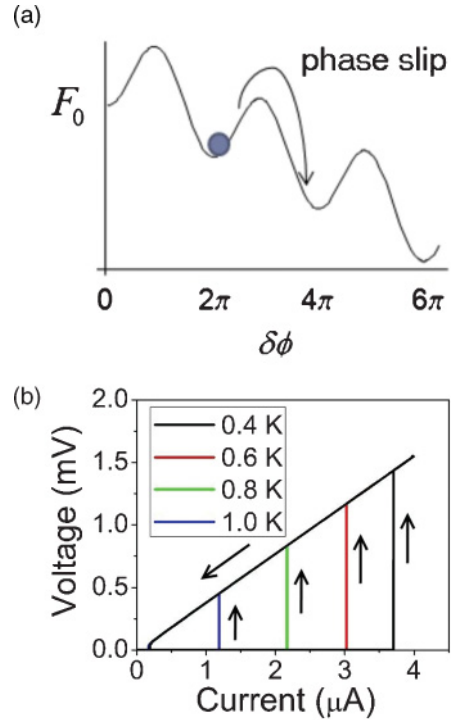 (a)
phase slip
F₀
0 2π 4π 6π
δϕ
(b)
2.0
1.5
1.0
0.5
0.0
Voltage (mV)
0.4 K
0.6 K
0.8 K
1.0 K
0 1 2 3 4
Current (μA)